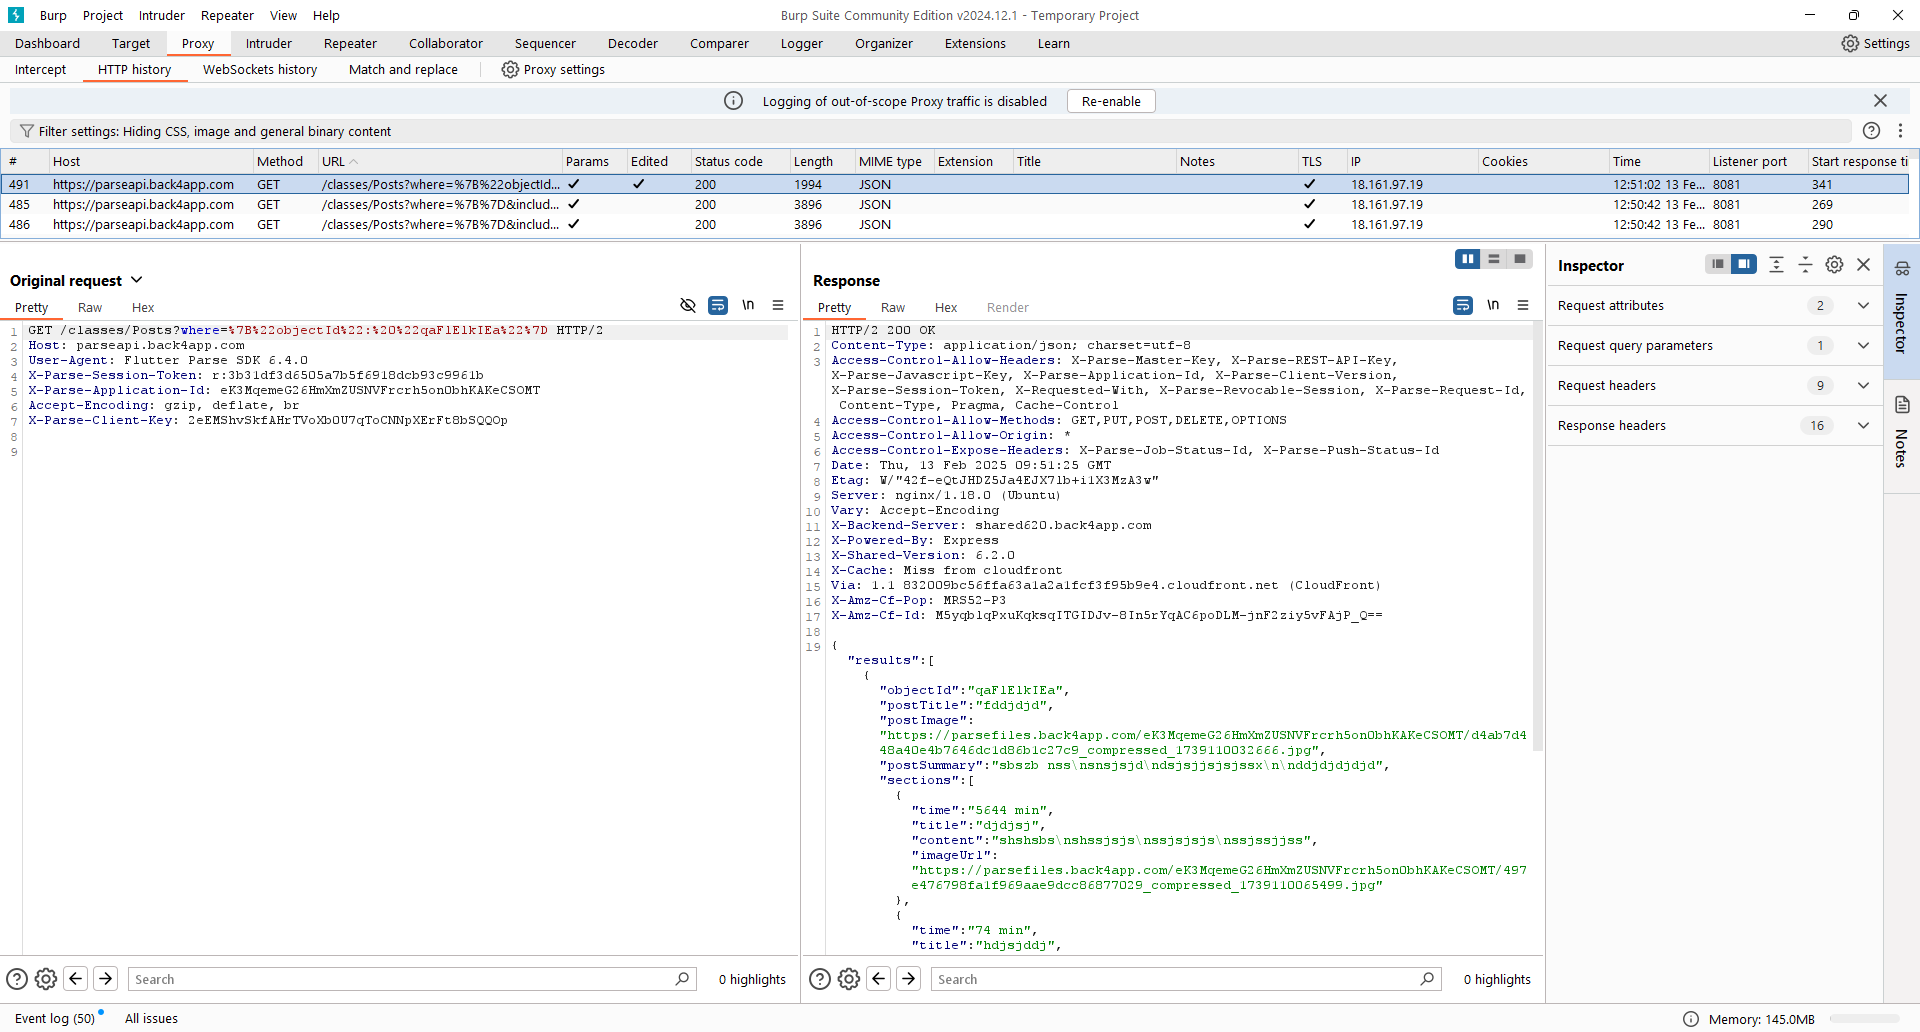 Burp Project Intruder Repeater View Help
Burp Suite Community Edition v2024.12.1 - Temporary Project
Dashboard Target Proxy Intruder Repeater Collaborator Sequencer Decoder Comparer Logger Organizer Extensions Learn Settings
Intercept HTTP history WebSockets history Match and replace Proxy settings
Logging of out-of-scope Proxy traffic is disabled Re-enable
Filter settings: Hiding CSS, image and general binary content
# Host Method URL Params Edited Status code Length MIME type Extension Title Notes TLS IP Cookies Time Listener port Start response ti
491 https://parseapi.back4app.com GET /classes/Posts?where=%7B%22objectId... ✓ ✓ 200 1994 JSON ✓ 18.161.97.19 12:51:02 13 Fe... 8081 341
485 https://parseapi.back4app.com GET /classes/Posts?where=%7B%7D&includ... ✓ 200 3896 JSON ✓ 18.161.97.19 12:50:42 13 Fe... 8081 269
486 https://parseapi.back4app.com GET /classes/Posts?where=%7B%7D&includ... ✓ 200 3896 JSON ✓ 18.161.97.19 12:50:42 13 Fe... 8081 290
Original request
Pretty Raw Hex \n
1 GET /classes/Posts?where=%7B%22objectId%22:%20%22qaFlElkIEa%22%7D HTTP/2
2 Host: parseapi.back4app.com
3 User-Agent: Flutter Parse SDK 6.4.0
4 X-Parse-Session-Token: r:3b31df3d6505a7b5f6918dcb93c9961b
5 X-Parse-Application-Id: eK3MqemeG26HmXmZUSNVFrcrh5on0bhKAKeCSOMT
6 Accept-Encoding: gzip, deflate, br
7 X-Parse-Client-Key: 2eEMShvSkfAHrTVoXb0U7qToCNNpXErFt8bSQQOp
8
9
Search 0 highlights
Response
Pretty Raw Hex Render \n
1 HTTP/2 200 OK
2 Content-Type: application/json; charset=utf-8
3 Access-Control-Allow-Headers: X-Parse-Master-Key, X-Parse-REST-API-Key,
X-Parse-Javascript-Key, X-Parse-Application-Id, X-Parse-Client-Version,
X-Parse-Session-Token, X-Requested-With, X-Parse-Revocable-Session, X-Parse-Request-Id,
Content-Type, Pragma, Cache-Control
4 Access-Control-Allow-Methods: GET,PUT,POST,DELETE,OPTIONS
5 Access-Control-Allow-Origin: *
6 Access-Control-Expose-Headers: X-Parse-Job-Status-Id, X-Parse-Push-Status-Id
7 Date: Thu, 13 Feb 2025 09:51:25 GMT
8 Etag: W/"42f-eQtJHDZ5Ja4EJX7lb+i1X3MzA3w"
9 Server: nginx/1.18.0 (Ubuntu)
10 Vary: Accept-Encoding
11 X-Backend-Server: shared620.back4app.com
12 X-Powered-By: Express
13 X-Shared-Version: 6.2.0
14 X-Cache: Miss from cloudfront
15 Via: 1.1 832009bc56ffa63a1a2a1fcf3f95b9e4.cloudfront.net (CloudFront)
16 X-Amz-Cf-Pop: MRS52-P3
17 X-Amz-Cf-Id: M5yqblqPxuKqksqITGIDJv-8In5rYqAC6poDLM-jnF2ziy5vFAjP_Q==
18
19 {
"results":[
{
"objectId":"qaFlElkIEa",
"postTitle":"fddjdjd",
"postImage":
"https://parsefiles.back4app.com/eK3MqemeG26HmXmZUSNVFrcrh5on0bhKAKeCSOMT/d4ab7d4
48a40e4b7646dc1d86b1c27c9_compressed_1739110032666.jpg",
"postSummary":"sbszb nss\nsnsjsjd\ndsjsjjsjsjssx\n\nddjdjdjdjd",
"sections":[
{
"time":"5644 min",
"title":"djdjsj",
"content":"shshsbs\nshssjsjs\nssjsjsjs\nssjssjjss",
"imageUrl":
"https://parsefiles.back4app.com/eK3MqemeG26HmXmZUSNVFrcrh5on0bhKAKeCSOMT/497
e476798fa1f969aae9dcc86877029_compressed_1739110065499.jpg"
},
{
"time":"74 min",
"title":"hdjsjddj",
Search 0 highlights
Inspector
Request attributes 2
Request query parameters 1
Request headers 9
Response headers 16
Inspector
Notes
Event log (50) All issues
Memory: 145.0MB